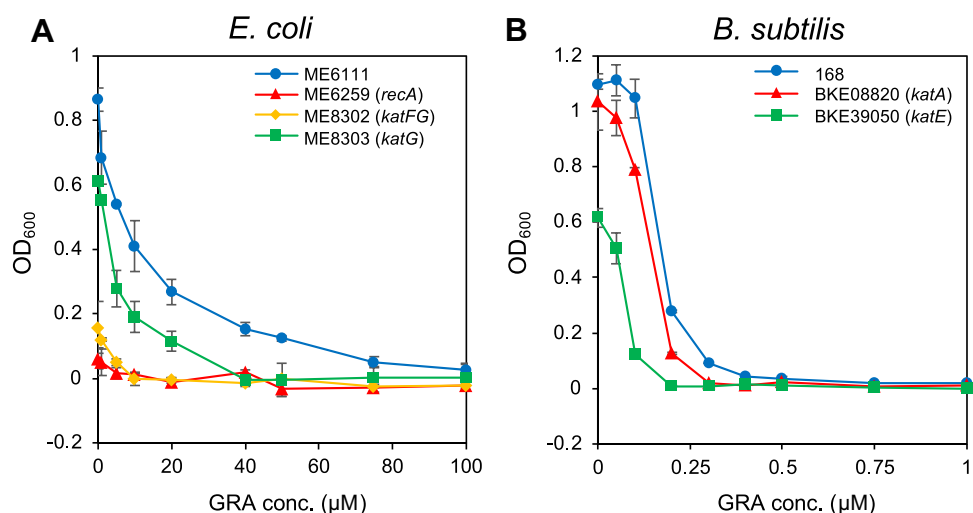 A
E. coli
1
0.8
0.6
0.4
0.2
0
-0.2
OD600
ME6111
ME6259 (recA)
ME8302 (katFG)
ME8303 (katG)
0 20 40 60 80 100
GRA conc. (µM)
B
B. subtilis
1.2
1
0.8
0.6
0.4
0.2
0
-0.2
OD600
168
BKE08820 (katA)
BKE39050 (katE)
0 0.25 0.5 0.75 1
GRA conc. (µM)